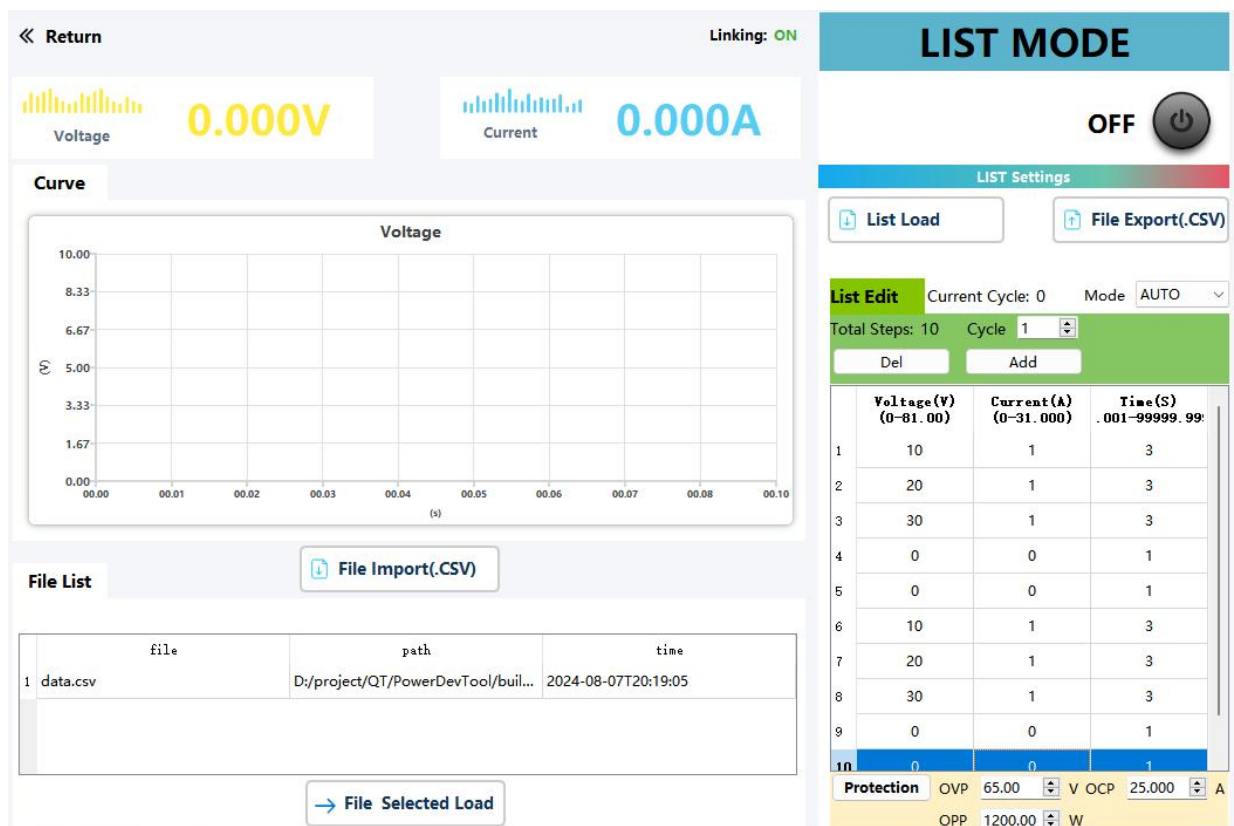 Return
Linking: ON
Voltage
0.000V
Current
0.000A
Curve
Voltage
10.00
8.33
6.67
5.00
3.33
1.67
0.00
(V)
00.00 00.01 00.02 00.03 00.04 00.05 00.06 00.07 00.08 00.10
(s)
File Import(.CSV)
File List
file path time
1 data.csv D:/project/QT/PowerDevTool/buil... 2024-08-07T20:19:05
File Selected Load
LIST MODE
OFF
LIST Settings
List Load
File Export(.CSV)
List Edit Current Cycle: 0 Mode AUTO
Total Steps: 10 Cycle 1
Del Add
Voltage(V) Current(A) Time(S)
(0-81.00) (0-31.000) .001-99999.99
1 10 1 3
2 20 1 3
3 30 1 3
4 0 0 1
5 0 0 1
6 10 1 3
7 20 1 3
8 30 1 3
9 0 0 1
10 0 0 1
Protection OVP 65.00 V OCP 25.000 A
OPP 1200.00 W